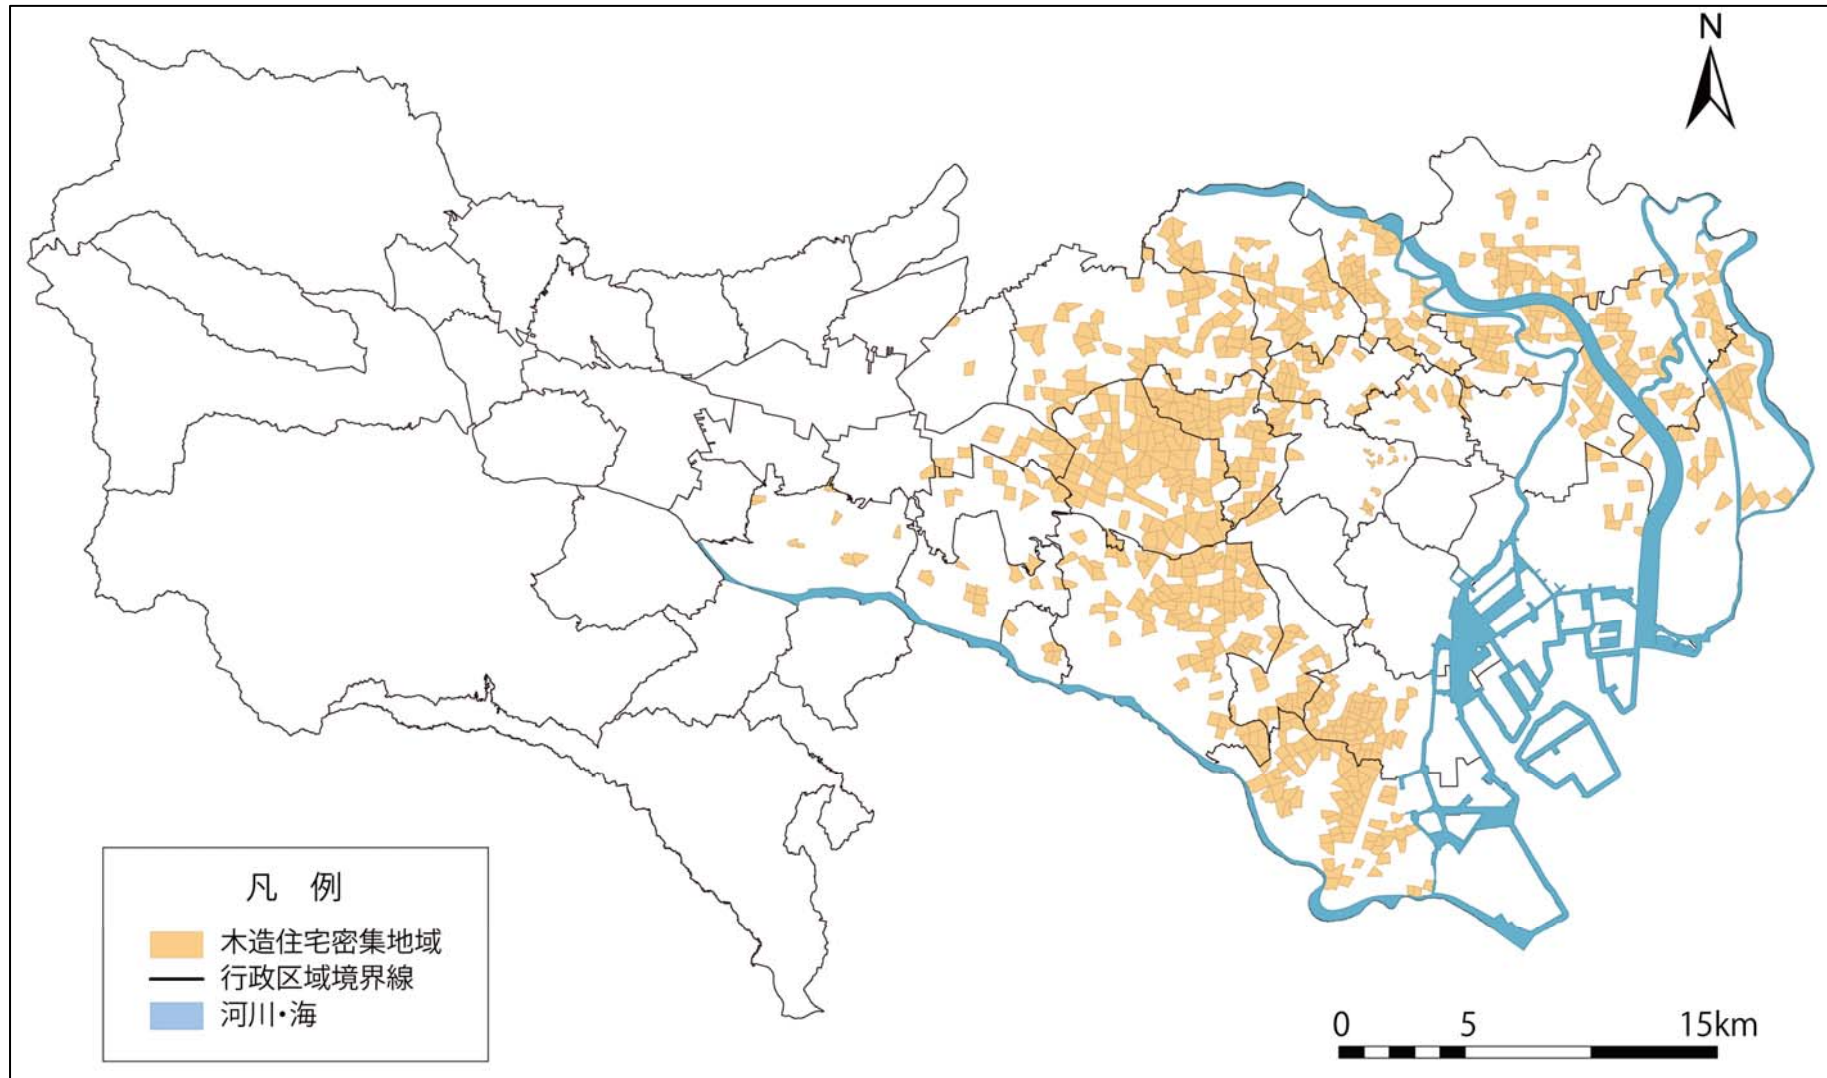 N
凡 例
木造住宅密集地域
行政区域境界線
河川・海
0 5 15km